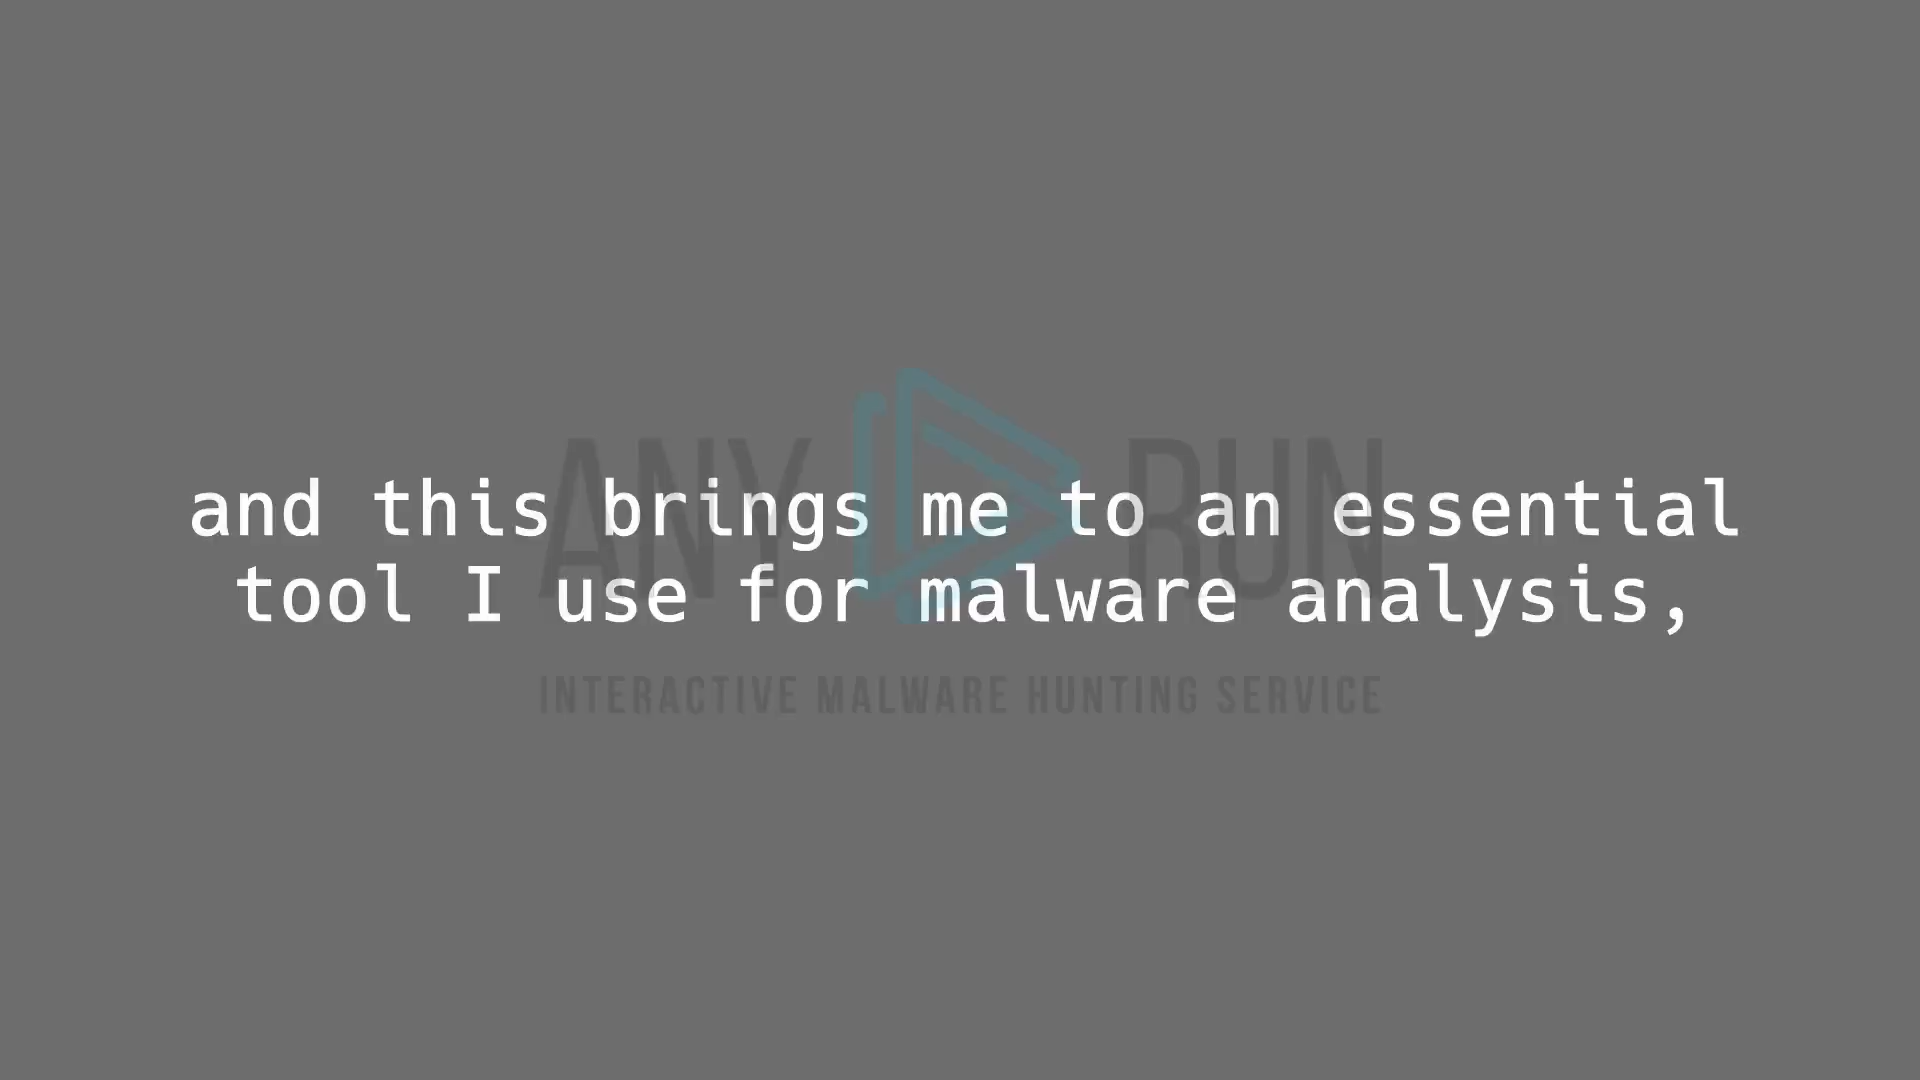 ANY RUN
and this brings me to an essential
tool I use for malware analysis,
INTERACTIVE MALWARE HUNTING SERVICE